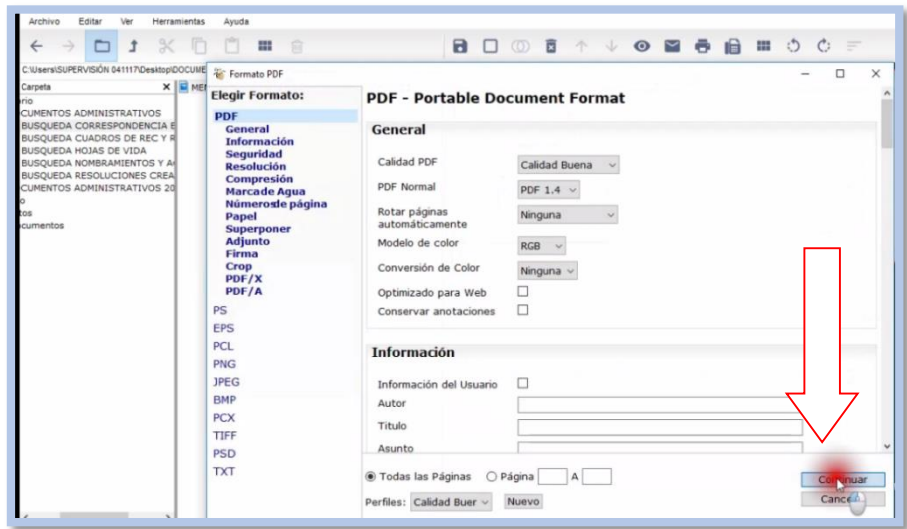 Archivo Editar Ver Herramientas Ayuda
C:\Users\SUPERVISIÓN 041117\Desktop\DOCUME
Carpeta X
rio
CUMENTOS ADMINISTRATIVOS
BUSQUEDA CORRESPONDENCIA E
BUSQUEDA CUADROS DE REC Y R
BUSQUEDA HOJAS DE VIDA
BUSQUEDA NOMBRAMIENTOS Y A
BUSQUEDA RESOLUCIONES CREA
CUMENTOS ADMINISTRATIVOS 20
o
tos
cumentos
MEN
Formato PDF
Elegir Formato:
PDF
General
Información
Seguridad
Resolución
Compresión
Marca de Agua
Númerosde página
Papel
Superponer
Adjunto
Firma
Crop
PDF/X
PDF/A
PS
EPS
PCL
PNG
JPEG
BMP
PCX
TIFF
PSD
TXT
PDF - Portable Document Format
General
Calidad PDF Calidad Buena
PDF Normal PDF 1.4
Rotar páginas automáticamente Ninguna
Modelo de color RGB
Conversión de Color Ninguna
Optimizado para Web
Conservar anotaciones
Información
Información del Usuario
Autor
Titulo
Asunto
Todas las Páginas Página A
Continuar
Perfiles: Calidad Buer Nuevo